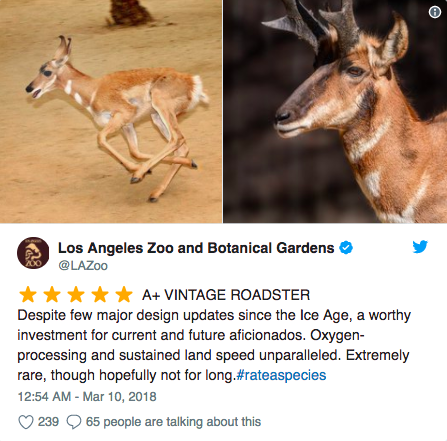 Los Angeles Zoo and Botanical Gardens
@LAZoo
A+ VINTAGE ROADSTER
Despite few major design updates since the Ice Age, a worthy
investment for current and future aficionados. Oxygen-
processing and sustained land speed unparalleled. Extremely
rare, though hopefully not for long.#rateaspecies
12:54 AM - Mar 10, 2018
239 65 people are talking about this